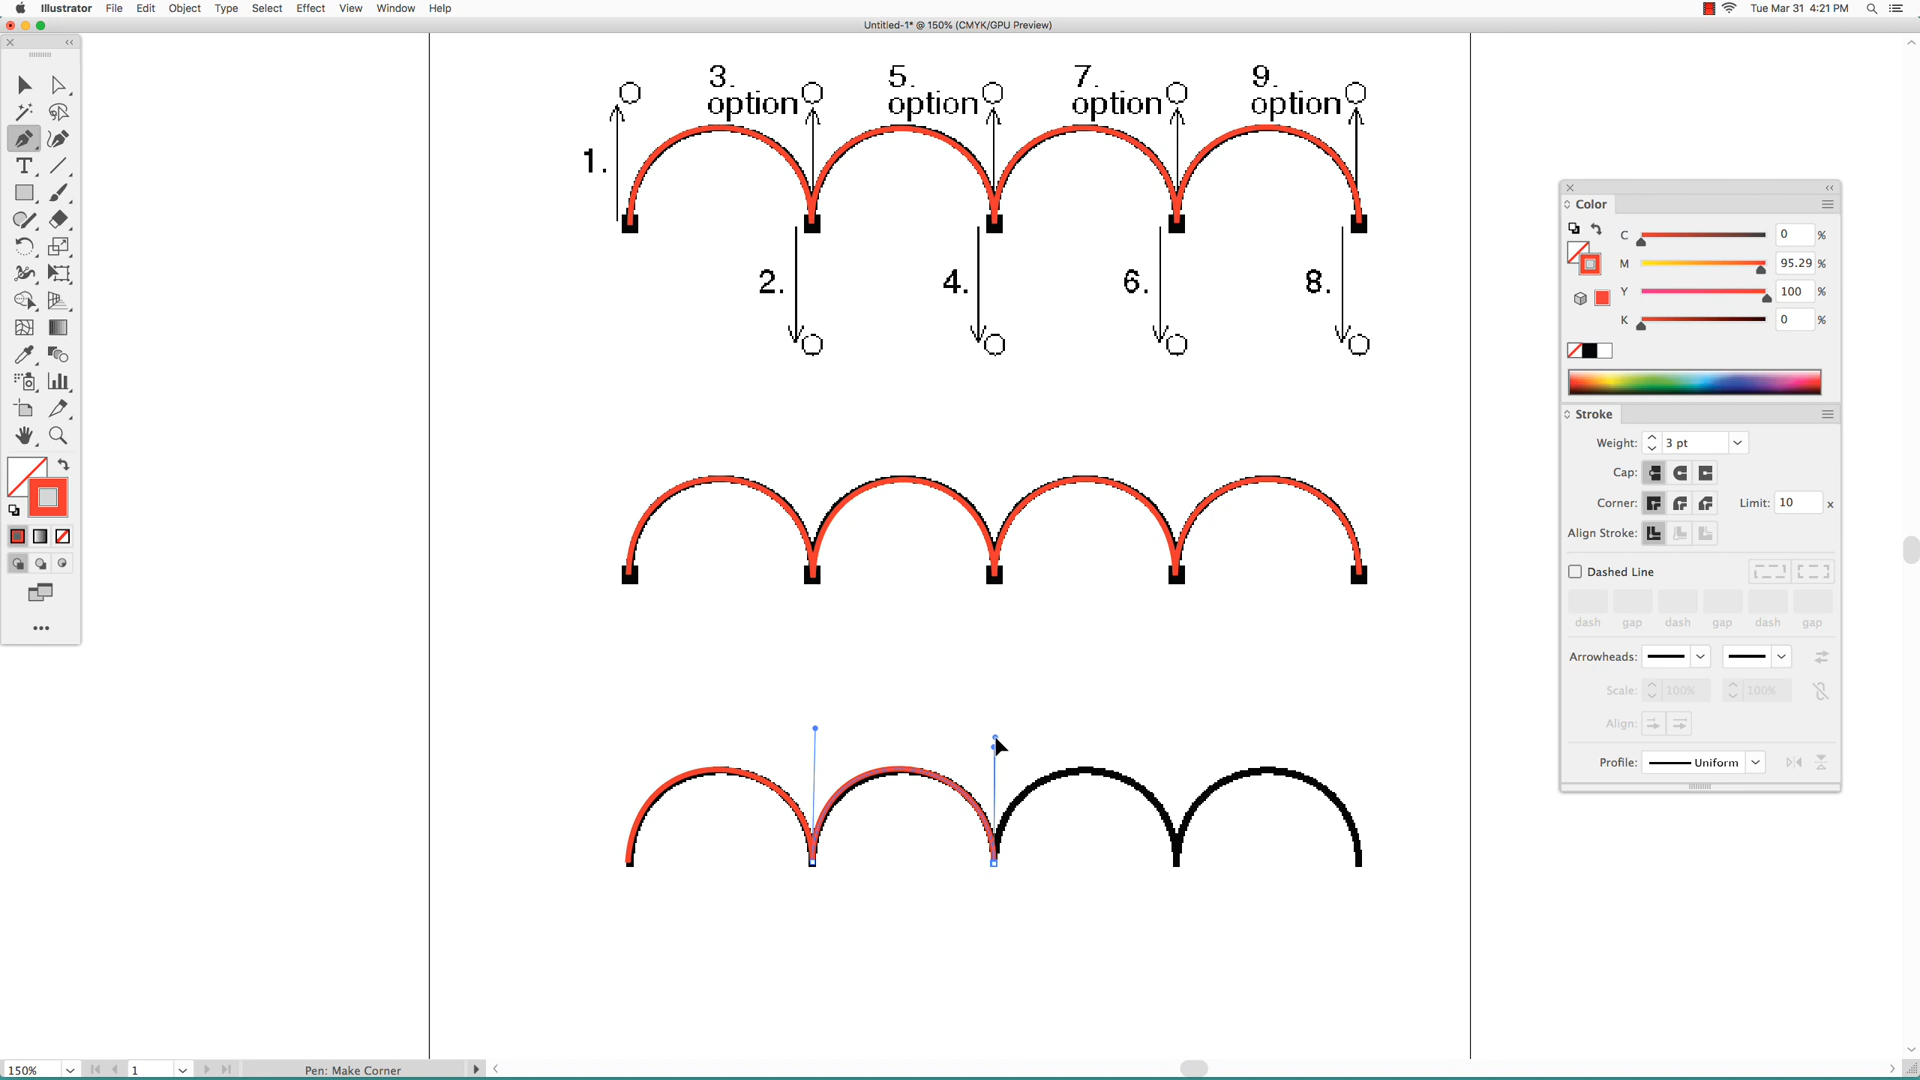 Illustrator File Edit Object Type Select Effect View Window Help
Tue Mar 31 4:21 PM
Untitled-1* @ 150% (CMYK/GPU Preview)
3. 5. 7. 9.
option option option option
1.
2. 4. 6. 8.
Color
C 0 %
M 95.29 %
Y 100 %
K 0 %
Stroke
Weight: 3 pt
Cap:
Corner: Limit: 10 x
Align Stroke:
Dashed Line
dash gap dash gap dash gap
Arrowheads:
Scale: 100% 100%
Align:
Profile: Uniform
150% 1 Pen: Make Corner